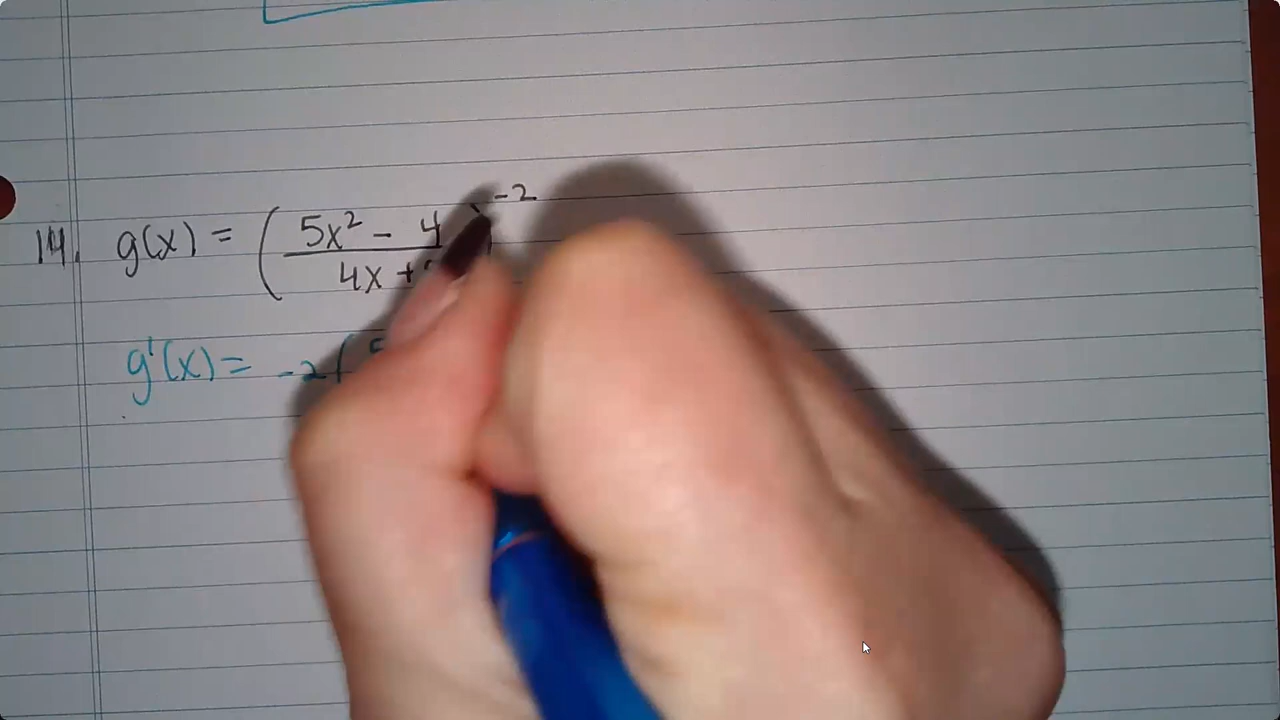 14. g(x) = ( 5x² - 4 / 4x + )⁻²
g'(x) = -2(